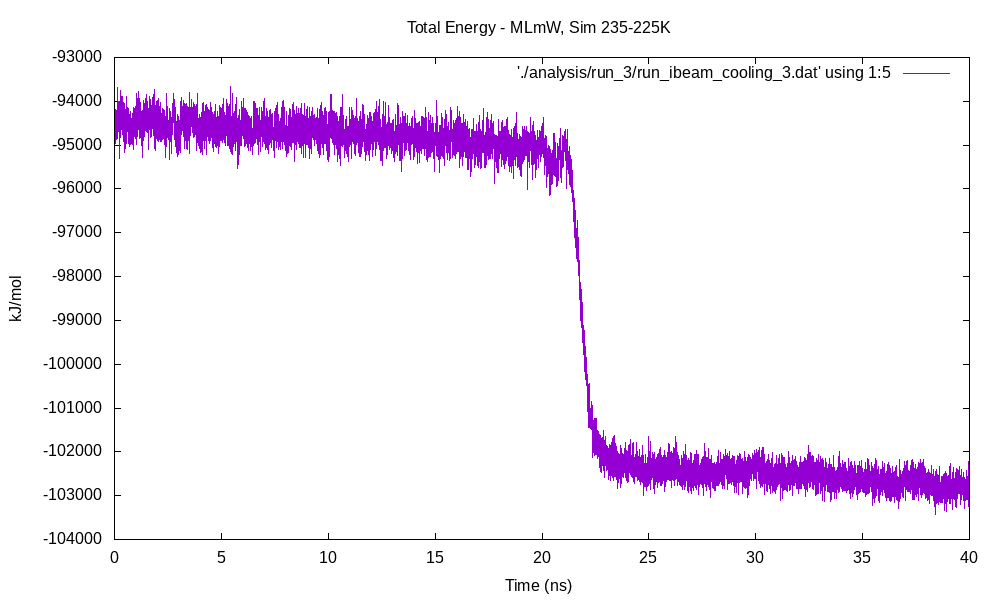 Total Energy - MLmW, Sim 235-225K
'./analysis/run_3/run_ibeam_cooling_3.dat' using 1:5
-93000
-94000
-95000
-96000
-97000
-98000
-99000
-100000
-101000
-102000
-103000
-104000
kJ/mol
0 5 10 15 20 25 30 35 40
Time (ns)